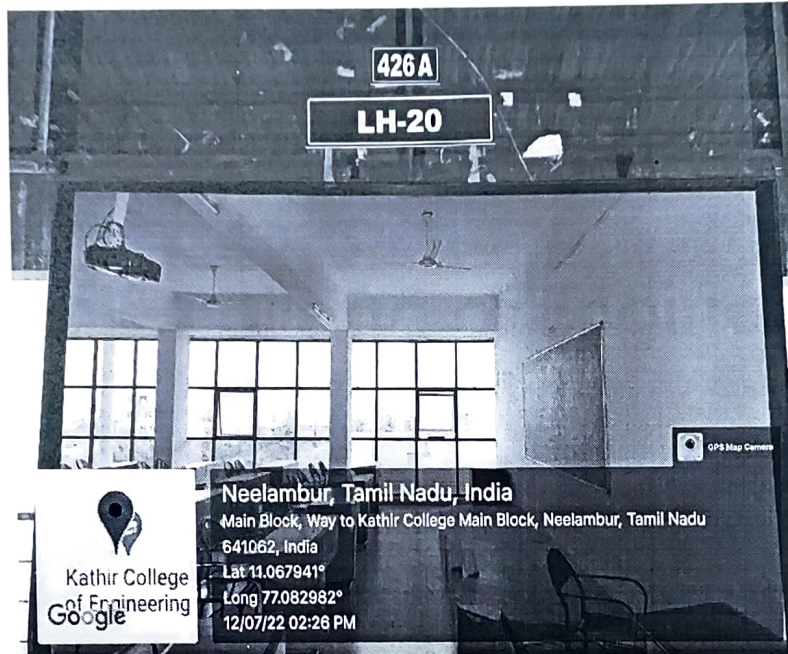 426A
LH-20
GPS Map Camera
Neelambur, Tamil Nadu, India
Main Block, Way to Kathir College Main Block, Neelambur, Tamil Nadu
641062, India
Lat 11.067941°
Long 77.082982°
12/07/22 02:26 PM
Kathir College
of Engineering
Google